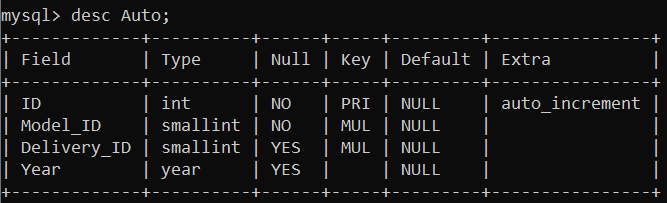 mysql> desc Auto;
+-------------+----------+------+-----+---------+----------------+
| Field       | Type     | Null | Key | Default | Extra          |
+-------------+----------+------+-----+---------+----------------+
| ID          | int      | NO   | PRI | NULL    | auto_increment |
| Model_ID    | smallint | NO   | MUL | NULL    |                |
| Delivery_ID | smallint | YES  | MUL | NULL    |                |
| Year        | year     | YES  |     | NULL    |                |
+-------------+----------+------+-----+---------+----------------+